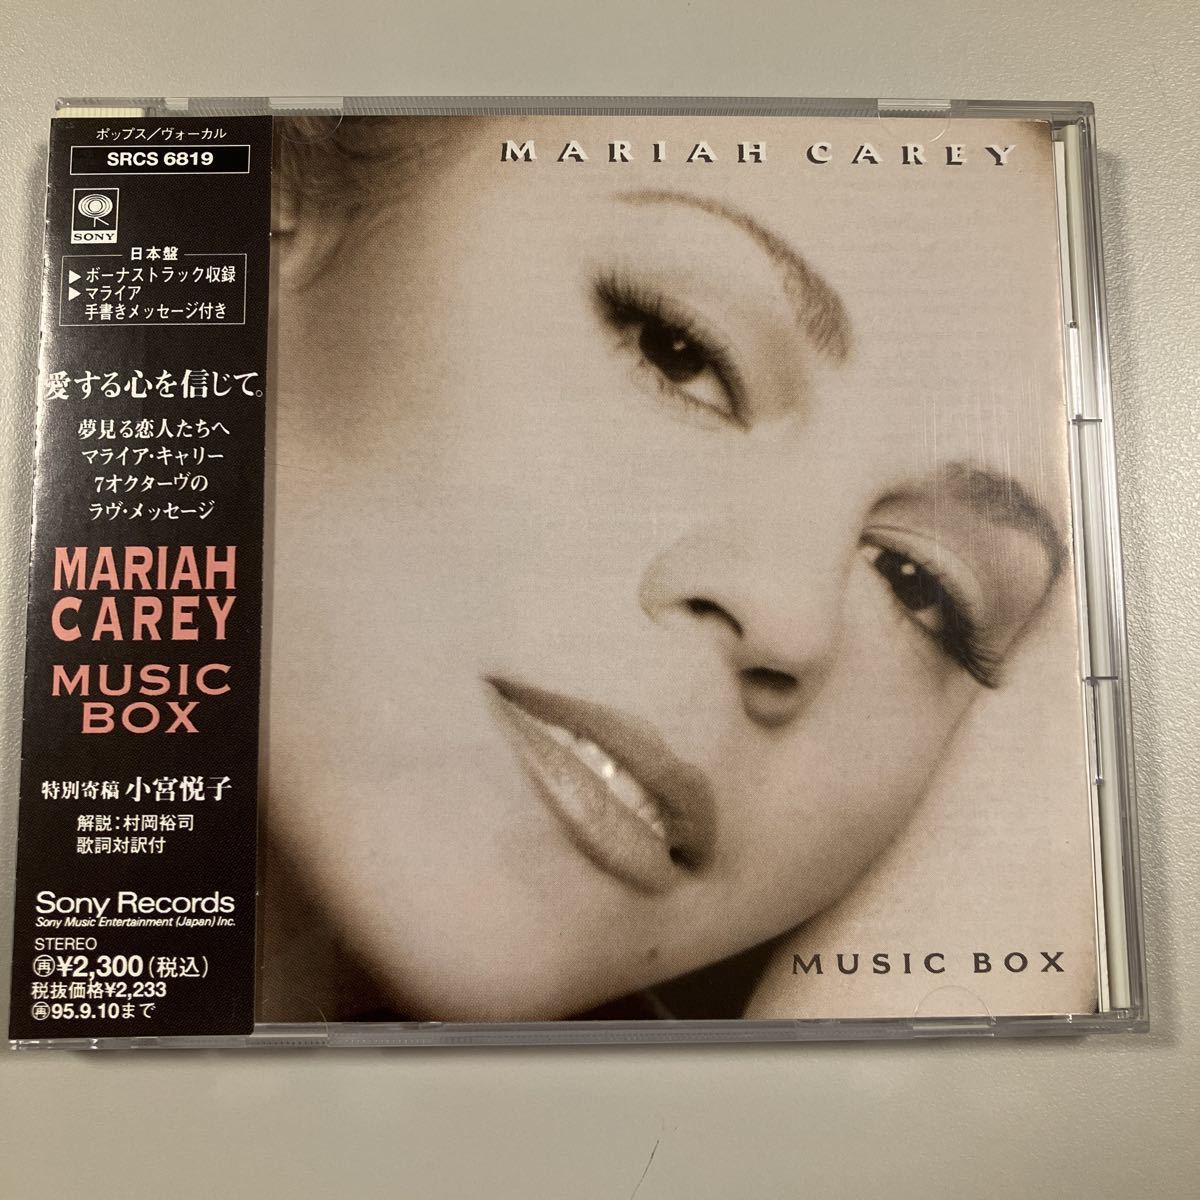 ポップス／ヴォーカル
SRCS 6819
SONY
日本盤
▶ボーナストラック収録
▶マライア
手書きメッセージ付き
愛する心を信じて。
夢見る恋人たちへ
マライア・キャリー
7オクターヴの
ラヴ・メッセージ
MARIAH
CAREY
MUSIC
BOX
特別寄稿 小宮悦子
解説：村岡裕司
歌詞対訳付
Sony Records
Sony Music Entertainment (Japan) Inc.
STEREO
㊢¥2,300(税込)
税抜価格¥2,233
㊢95.9.10まで
MARIAH CAREY
MUSIC BOX